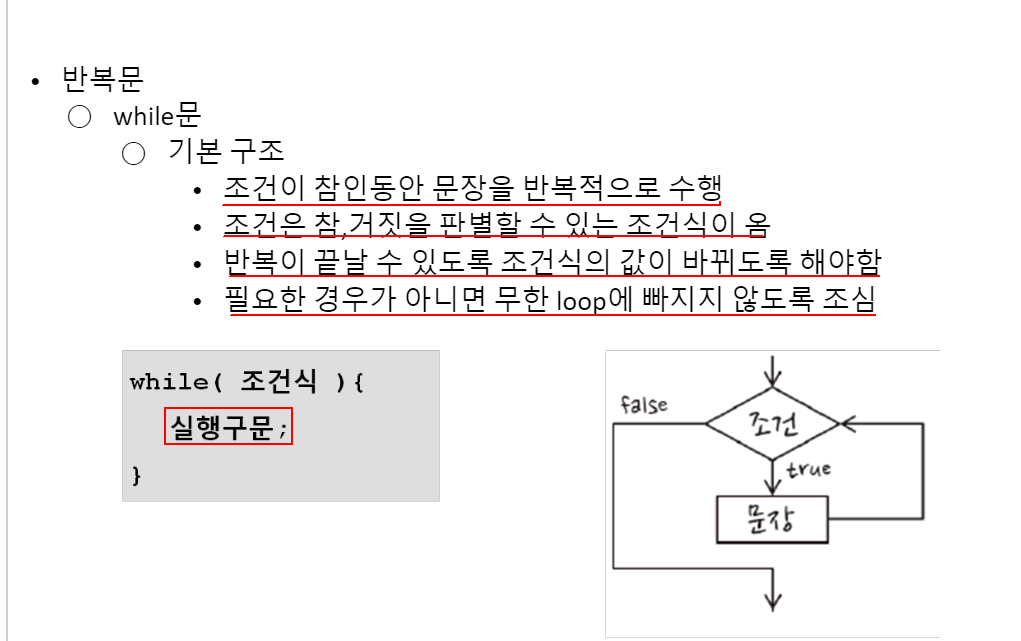 • 반복문
○ while문
○ 기본 구조
• 조건이 참인동안 문장을 반복적으로 수행
• 조건은 참,거짓을 판별할 수 있는 조건식이 옴
• 반복이 끝날 수 있도록 조건식의 값이 바뀌도록 해야함
• 필요한 경우가 아니면 무한 loop에 빠지지 않도록 조심
while( 조건식 ){
실행구문;
}
false
조건
true
문장